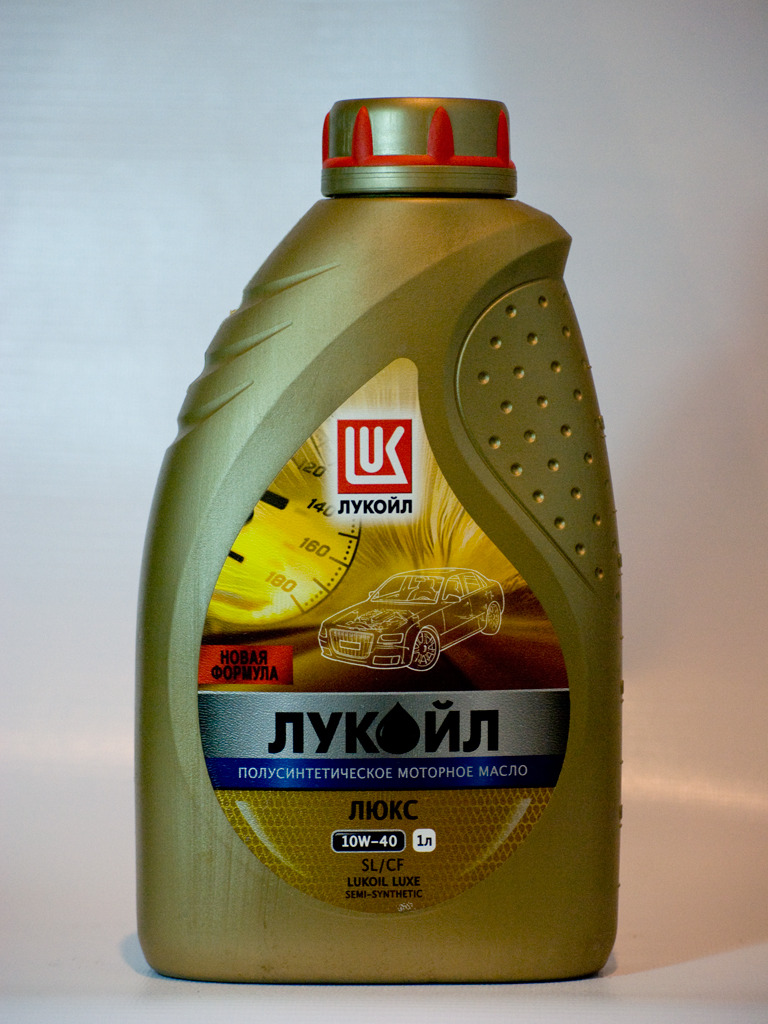 LUK
ЛУКОЙЛ
120
140
160
180
НОВАЯ
ФОРМУЛА
ЛУКОЙЛ
ПОЛУСИНТЕТИЧЕСКОЕ МОТОРНОЕ МАСЛО
ЛЮКС
10W-40 1л
SL/CF
LUKOIL LUXE
SEMI-SYNTHETIC